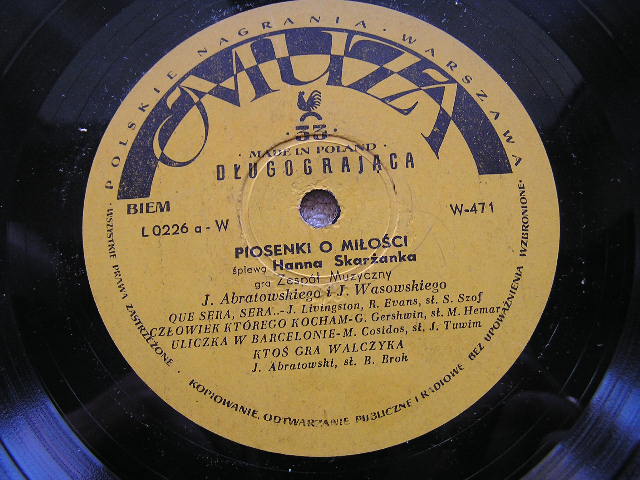 POLSKIE NAGRANIA · WARSZAWA
MUZA
· 33 ·
MADE IN POLAND
DŁUGOGRAJĄCA
BIEM
L 0226 a - W
W-471
PIOSENKI O MIŁOŚCI
śpiewa Hanna Skarżanka
gra Zespół Muzyczny
J. Abratowskiego i J. Wasowskiego
QUE SERA, SERA..-J. Livingston, R. Evans, sł. S. Szof
CZŁOWIEK KTÓREGO KOCHAM-G. Gershwin, sł. M. Hemar
ULICZKA W BARCELONIE-M. Cosidos, sł. J. Tuwim
KTOŚ GRA WALCZYKA
J. Abratowski, sł. B. Brok
· WSZYSTKIE PRAWA ZASTRZEŻONE · KOPIOWANIE, ODTWARZANIE PUBLICZNE I RADIOWE BEZ UPOWAŻNIENIA WZBRONIONE ·